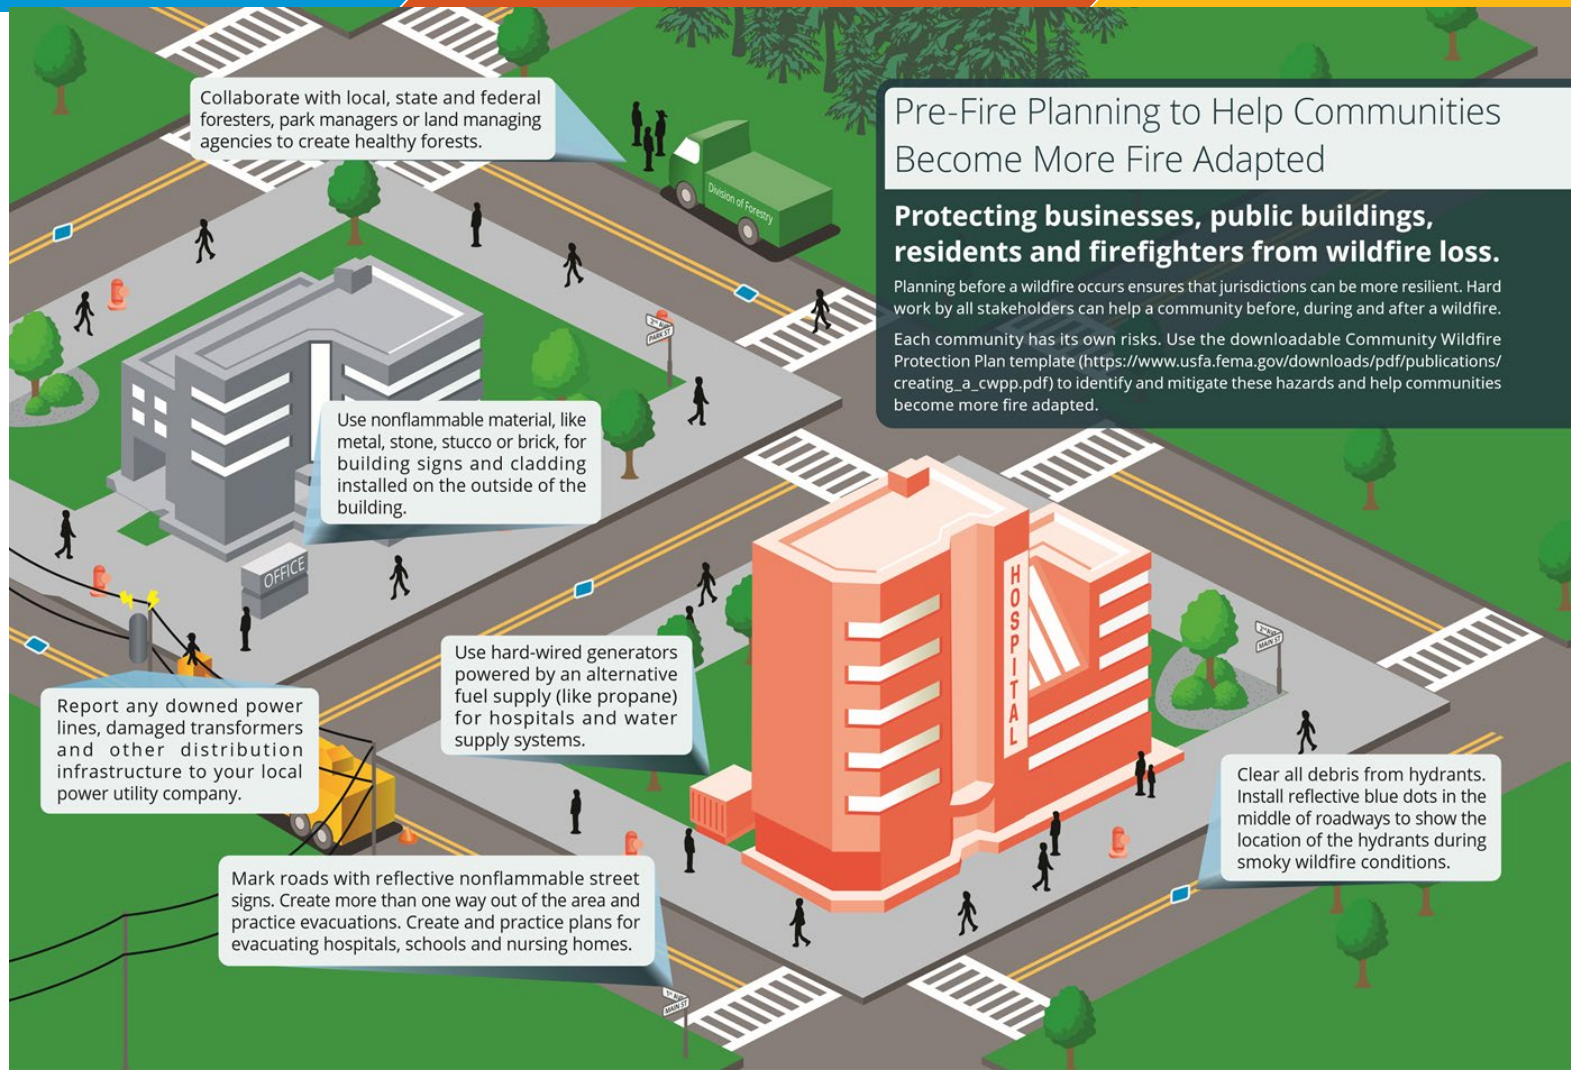 Collaborate with local, state and federal
foresters, park managers or land managing
agencies to create healthy forests.
Division of Forestry
Pre-Fire Planning to Help Communities
Become More Fire Adapted
Protecting businesses, public buildings,
residents and firefighters from wildfire loss.
Planning before a wildfire occurs ensures that jurisdictions can be more resilient. Hard
work by all stakeholders can help a community before, during and after a wildfire.
Each community has its own risks. Use the downloadable Community Wildfire
Protection Plan template (https://www.usfa.fema.gov/downloads/pdf/publications/
creating_a_cwpp.pdf) to identify and mitigate these hazards and help communities
become more fire adapted.
2ND AVE
PARK ST
Use nonflammable material, like
metal, stone, stucco or brick, for
building signs and cladding
installed on the outside of the
building.
OFFICE
HOSPITAL
2ND AVE
MAIN ST
Use hard-wired generators
powered by an alternative
fuel supply (like propane)
for hospitals and water
supply systems.
Report any downed power
lines, damaged transformers
and other distribution
infrastructure to your local
power utility company.
Clear all debris from hydrants.
Install reflective blue dots in the
middle of roadways to show the
location of the hydrants during
smoky wildfire conditions.
Mark roads with reflective nonflammable street
signs. Create more than one way out of the area and
practice evacuations. Create and practice plans for
evacuating hospitals, schools and nursing homes.
1ST AVE
MAIN ST